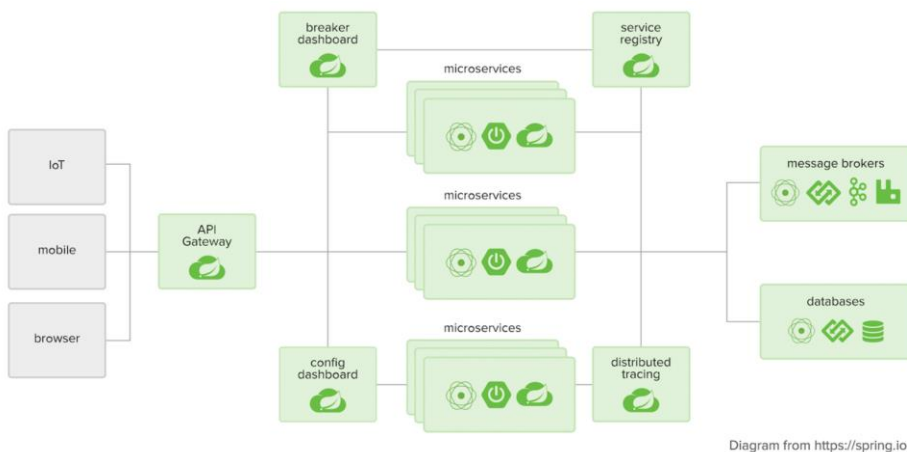 breaker
dashboard
service
registry
microservices
IoT
mobile
browser
API
Gateway
microservices
message brokers
databases
config
dashboard
microservices
distributed
tracing
Diagram from https://spring.io